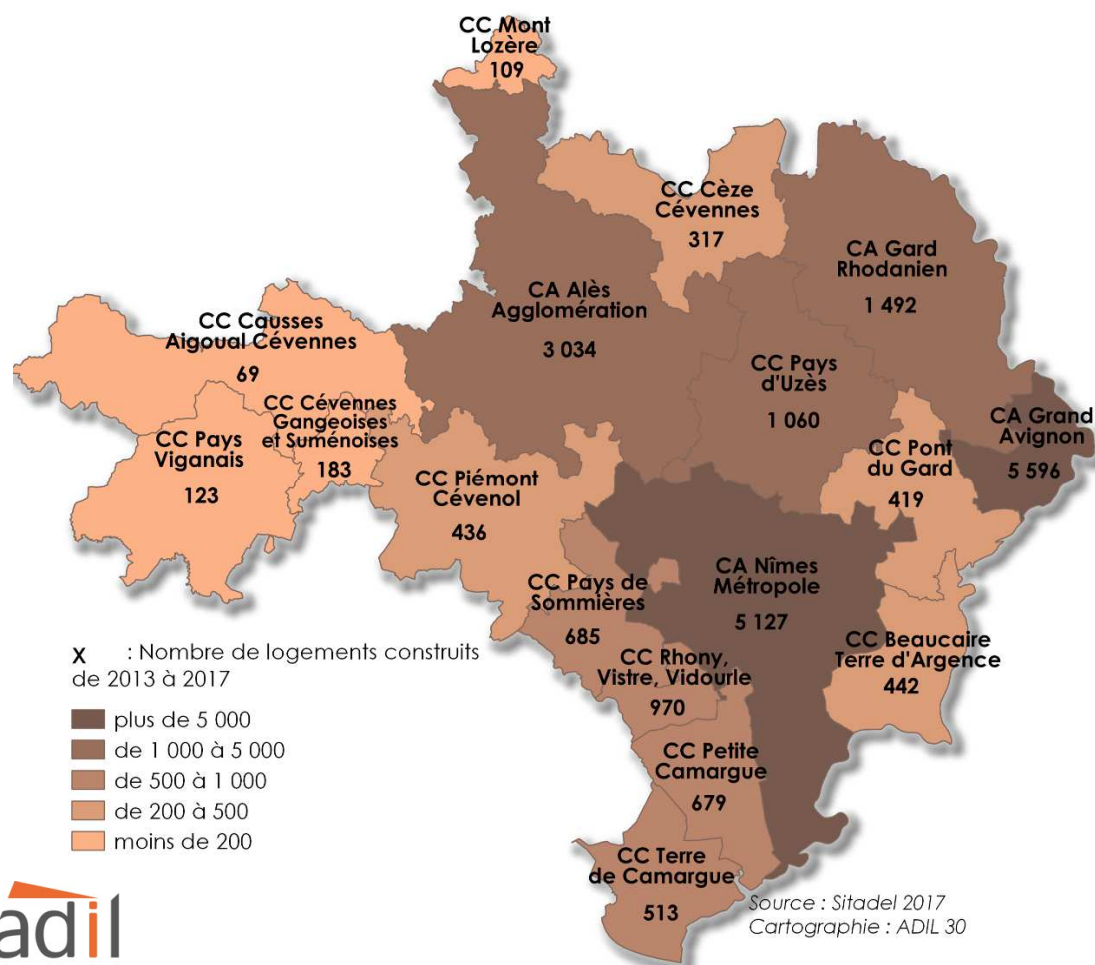 CC Mont
Lozère
109
CC Cèze
Cévennes
317
CA Gard
Rhodanien
1 492
CA Alès
Agglomération
3 034
CC Causses
Aigoual Cévennes
69
CC Pays
d'Uzès
1 060
CA Grand
Avignon
5 596
CC Cévennes
Gangeoises
et Suménoises
183
CC Pays
Viganais
123
CC Pont
du Gard
419
CC Piémont
Cévenol
436
CA Nîmes
Métropole
5 127
CC Pays de
Sommières
685
CC Beaucaire
Terre d'Argence
442
CC Rhony,
Vistre, Vidourle
970
CC Petite
Camargue
679
CC Terre
de Camargue
513
x : Nombre de logements construits
de 2013 à 2017
plus de 5 000
de 1 000 à 5 000
de 500 à 1 000
de 200 à 500
moins de 200
adil
Source : Sitadel 2017
Cartographie : ADIL 30